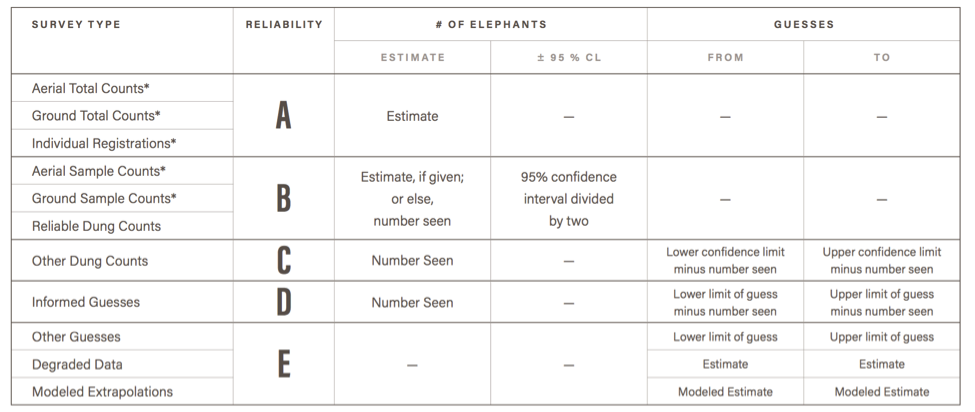 SURVEY TYPE
RELIABILITY
# OF ELEPHANTS
GUESSES
ESTIMATE
± 95 % CL
FROM
TO
Aerial Total Counts*
Ground Total Counts*
Individual Registrations*
A
Estimate
—
—
—
Aerial Sample Counts*
Ground Sample Counts*
Reliable Dung Counts
B
Estimate, if given;
or else,
number seen
95% confidence
interval divided
by two
—
—
Other Dung Counts
C
Number Seen
—
Lower confidence limit
minus number seen
Upper confidence limit
minus number seen
Informed Guesses
D
Number Seen
—
Lower limit of guess
minus number seen
Upper limit of guess
minus number seen
Other Guesses
Degraded Data
Modeled Extrapolations
E
—
—
Lower limit of guess
Upper limit of guess
Estimate
Estimate
Modeled Estimate
Modeled Estimate